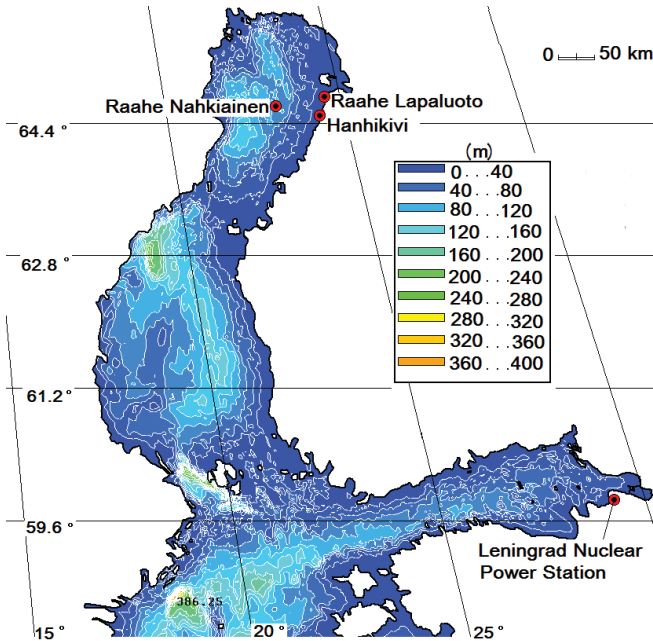 0 50 km
Raahe Nahkiainen
Raahe Lapaluoto
Hanhikivi
64.4 °
(m)
0...40
40...80
80...120
120...160
160...200
200...240
240...280
280...320
320...360
360...400
62.8 °
61.2 °
59.6 °
Leningrad Nuclear
Power Station
386.25
15 °
20 °
25 °